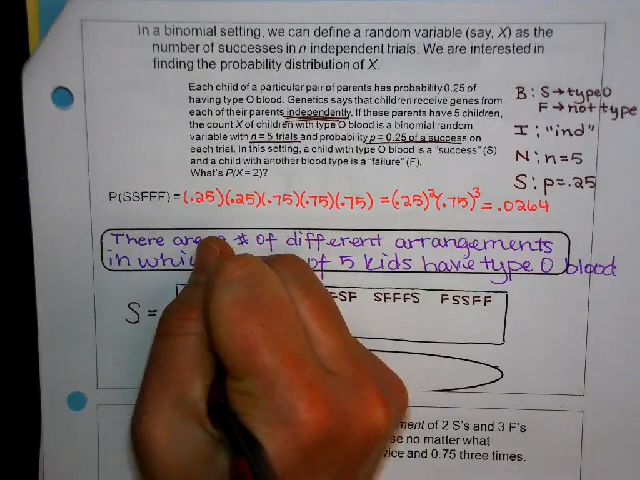 In a binomial setting, we can define a random variable (say, X) as the
number of successes in n independent trials. We are interested in
finding the probability distribution of X.
Each child of a particular pair of parents has probability 0.25 of
having type O blood. Genetics says that children receive genes from
each of their parents independently. If these parents have 5 children,
the count X of children with type O blood is a binomial random
variable with n = 5 trials and probability p = 0.25 of a success on
each trial. In this setting, a child with type O blood is a "success" (S)
and a child with another blood type is a "failure" (F).
What's P(X = 2)?
B: S→type O
F→not type
I: "ind"
N: n=5
S: p=.25
P(SSFFF) = (.25)(.25)(.75)(.75)(.75) = (.25)²(.75)³ = .0264
There are # of different arrangements
in of 5 kids have type O blood
S =
FSF SFFFS FSSFF
of 2 S's and 3 F's
no matter what
and 0.75 three times.